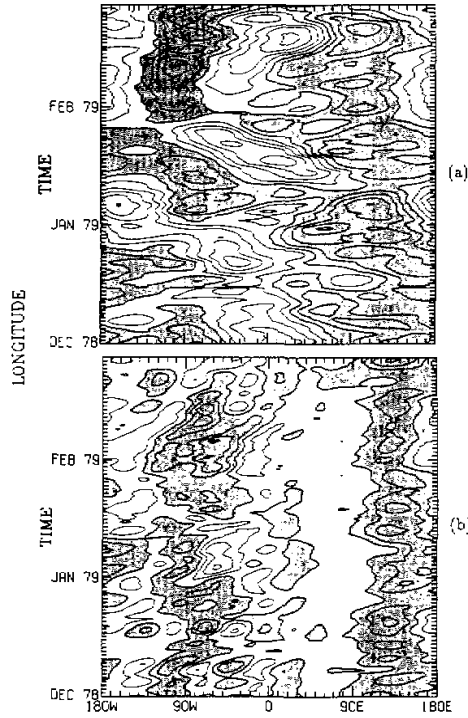 FEB 79
TIME
(a)
JAN 79
DEC 78
LONGITUDE
FEB 79
TIME
(b)
JAN 79
DEC 78
180W 90W 0 90E 180E